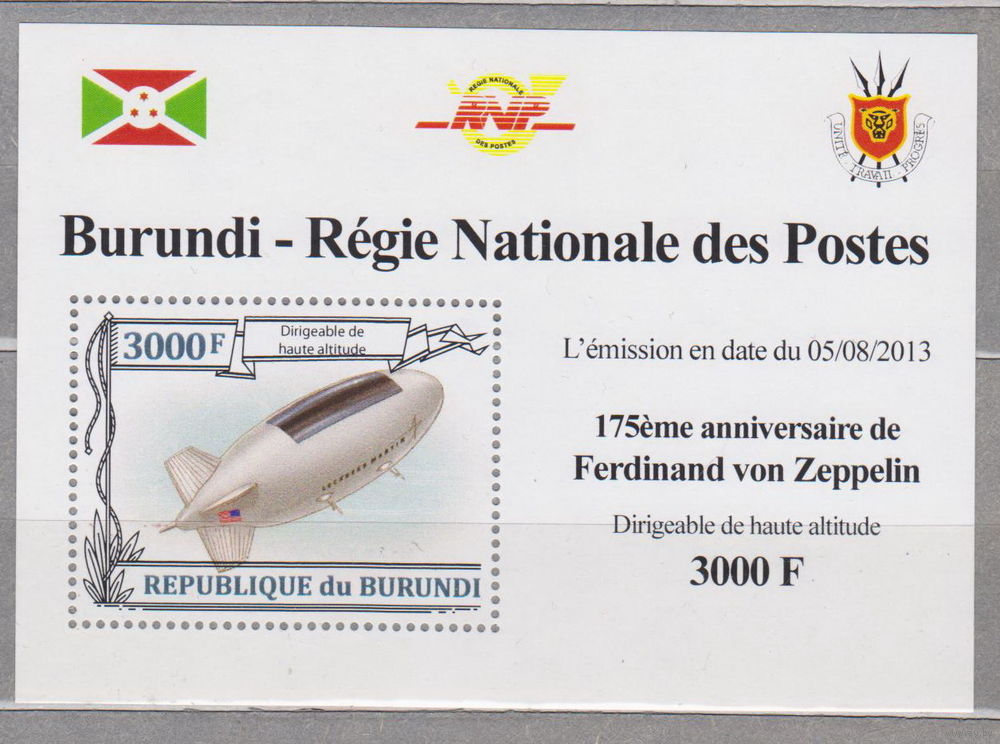 RÉGIE NATIONALE
RNP
DES POSTES
UNITÉ - TRAVAIL - PROGRÈS
Burundi - Régie Nationale des Postes
3000 F
Dirigeable de
haute altitude
LOCKHEED MARTIN
REPUBLIQUE du BURUNDI
L'émission en date du 05/08/2013
175ème anniversaire de
Ferdinand von Zeppelin
Dirigeable de haute altitude
3000 F